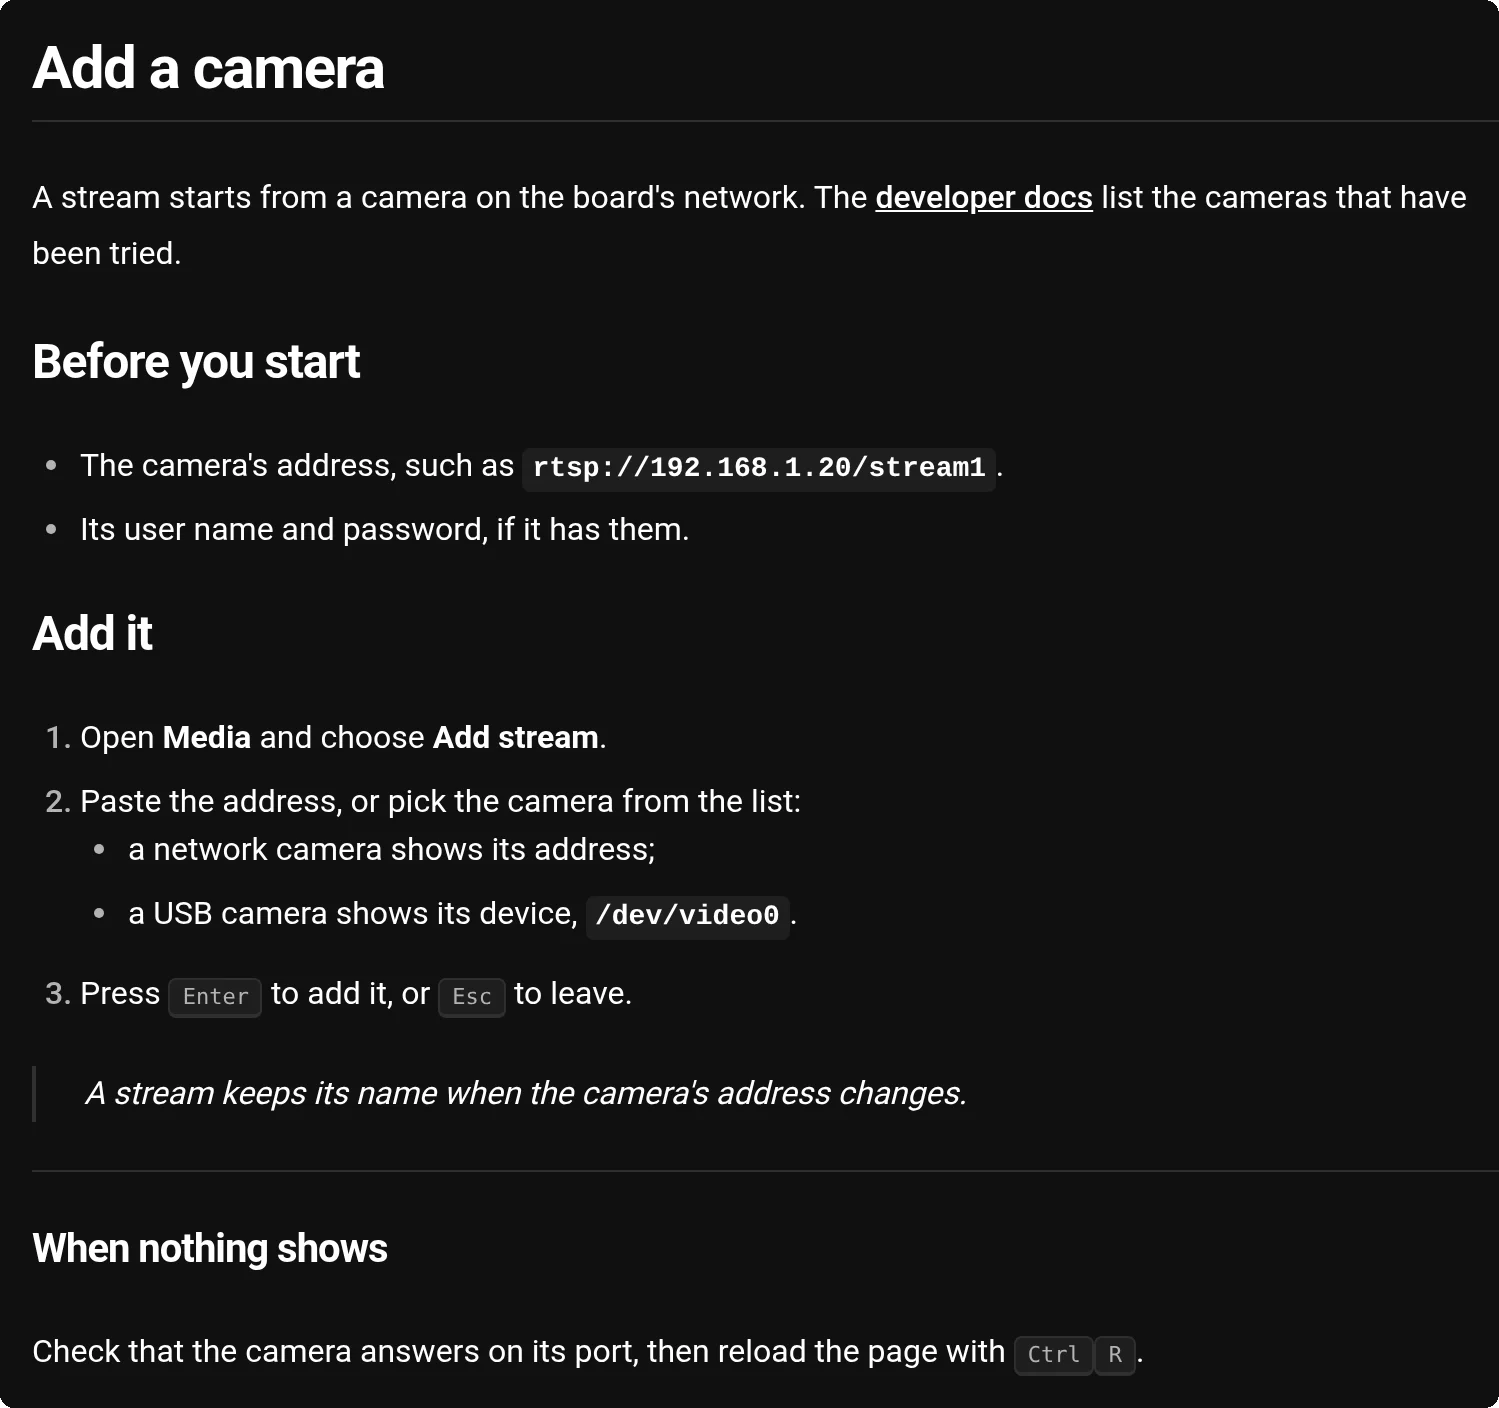 Add a camera
A stream starts from a camera on the board's network. The developer docs list the cameras that have
been tried.
Before you start
• The camera's address, such as rtsp://192.168.1.20/stream1.
• Its user name and password, if it has them.
Add it
1. Open Media and choose Add stream.
2. Paste the address, or pick the camera from the list:
• a network camera shows its address;
• a USB camera shows its device, /dev/video0.
3. Press Enter to add it, or Esc to leave.
A stream keeps its name when the camera's address changes.
When nothing shows
Check that the camera answers on its port, then reload the page with Ctrl R.